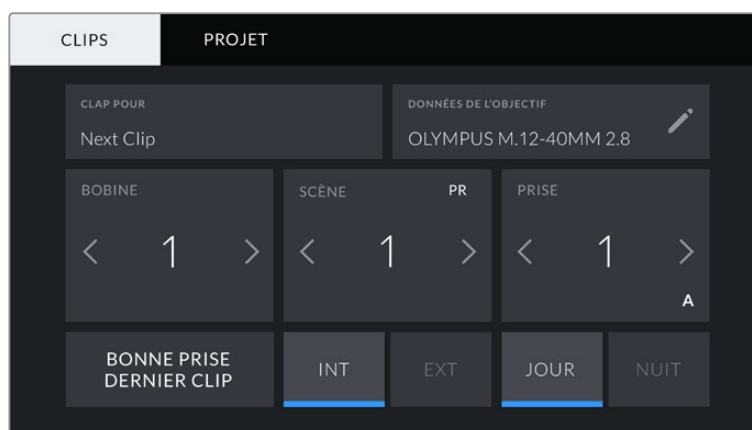 CLIPS PROJET
CLAP POUR DONNÉES DE L'OBJECTIF
Next Clip OLYMPUS M.12-40MM 2.8
BOBINE SCÈNE PR PRISE
1 1 1
A
BONNE PRISE
DERNIER CLIP
INT EXT JOUR NUIT